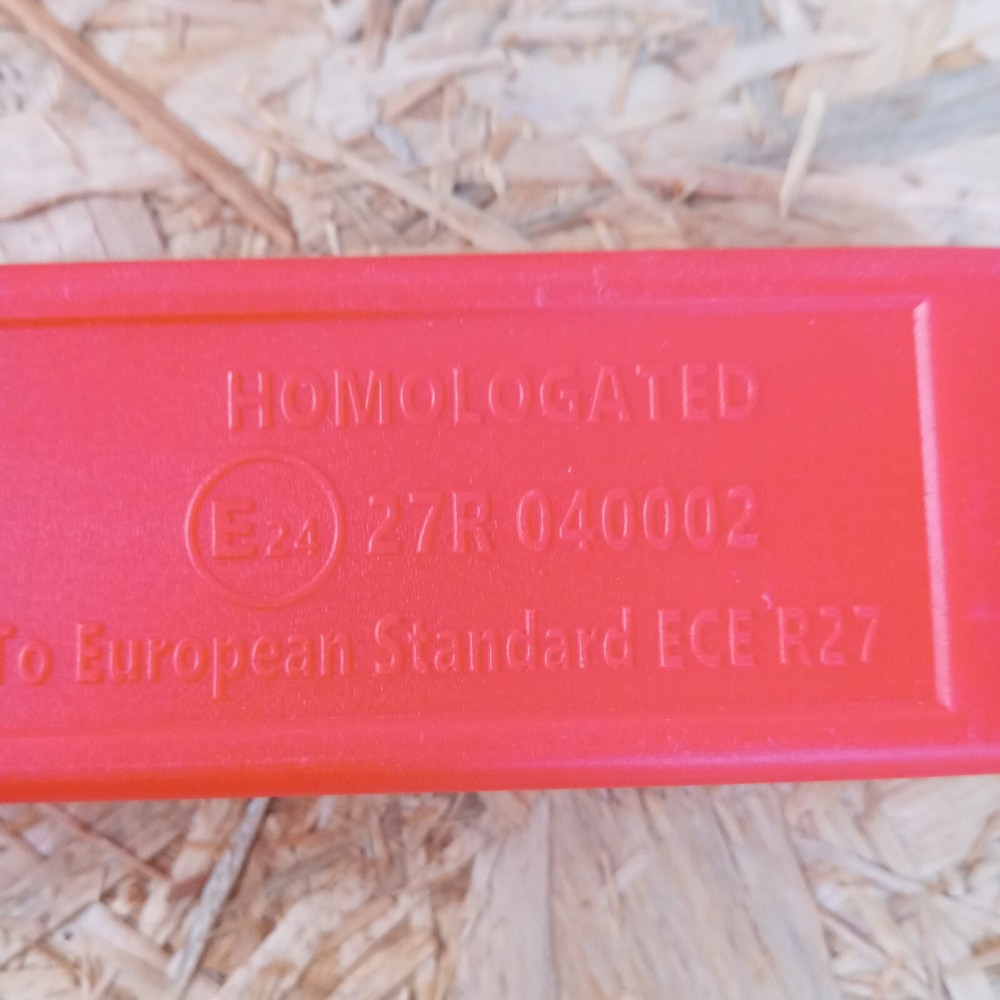 HOMOLOGATED
E24 27R 040002
To European Standard ECE R27